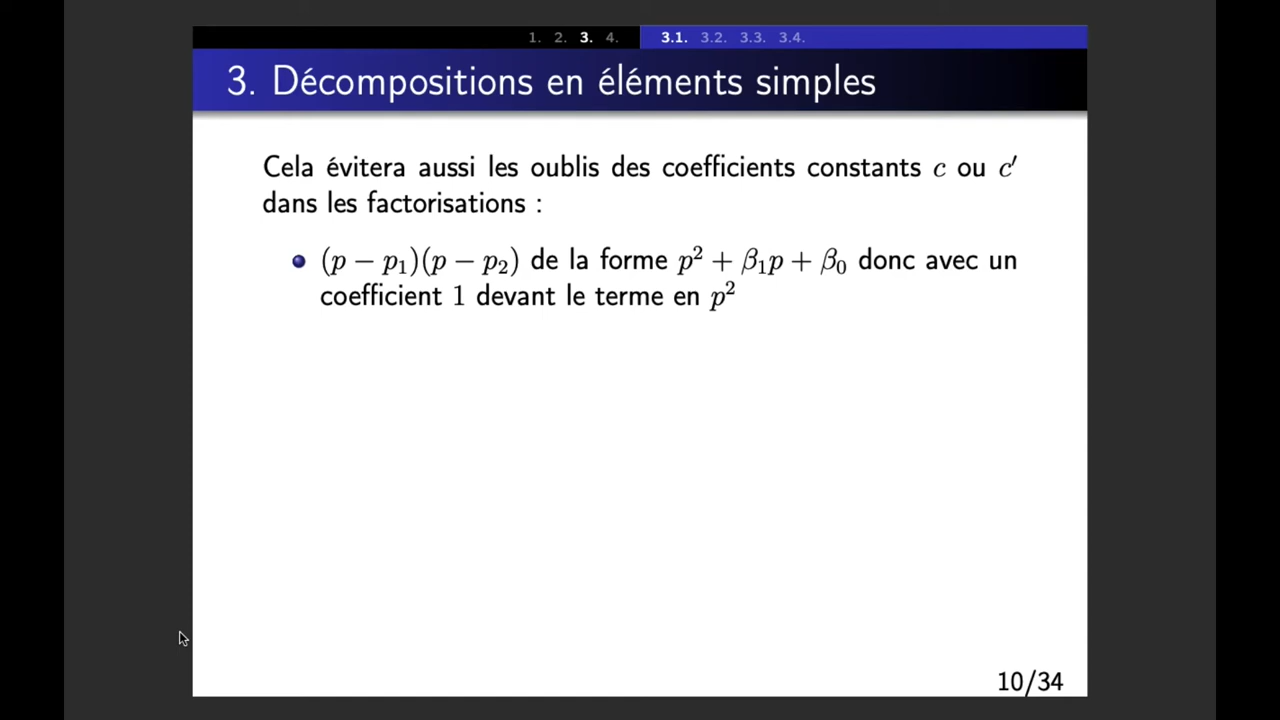 1. 2. 3. 4. 3.1. 3.2. 3.3. 3.4.
3. Décompositions en éléments simples
Cela évitera aussi les oublis des coefficients constants c ou c′
dans les factorisations :
(p − p₁)(p − p₂) de la forme p² + β₁p + β₀ donc avec un
coefficient 1 devant le terme en p²
10/34